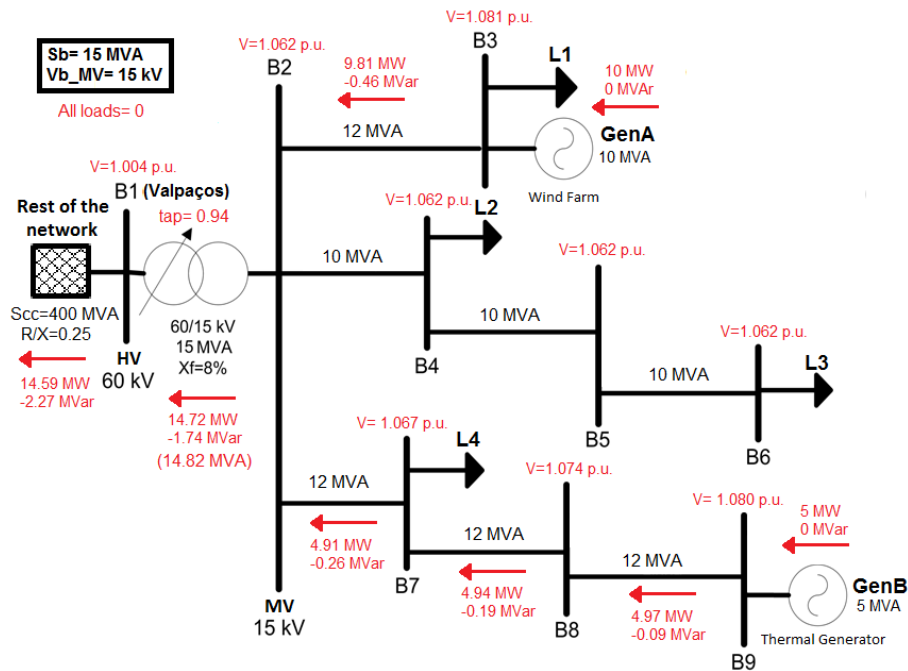 Sb= 15 MVA
Vb_MV= 15 kV
All loads= 0
V=1.062 p.u.
B2
9.81 MW
-0.46 MVar
12 MVA
V=1.081 p.u.
B3
L1
10 MW
0 MVAr
GenA
10 MVA
Wind Farm
V=1.004 p.u.
B1 (Valpaços)
tap= 0.94
Rest of the
network
Scc=400 MVA
R/X=0.25
HV
60 kV
14.59 MW
-2.27 MVar
60/15 kV
15 MVA
Xf=8%
14.72 MW
-1.74 MVar
(14.82 MVA)
V=1.062 p.u.
L2
10 MVA
B4
10 MVA
V=1.062 p.u.
B5
10 MVA
V=1.062 p.u.
L3
B6
V= 1.067 p.u.
L4
12 MVA
4.91 MW
-0.26 MVar
B7
MV
15 kV
V=1.074 p.u.
12 MVA
4.94 MW
-0.19 MVar
B8
12 MVA
4.97 MW
-0.09 MVar
V= 1.080 p.u.
5 MW
0 MVar
GenB
5 MVA
Thermal Generator
B9